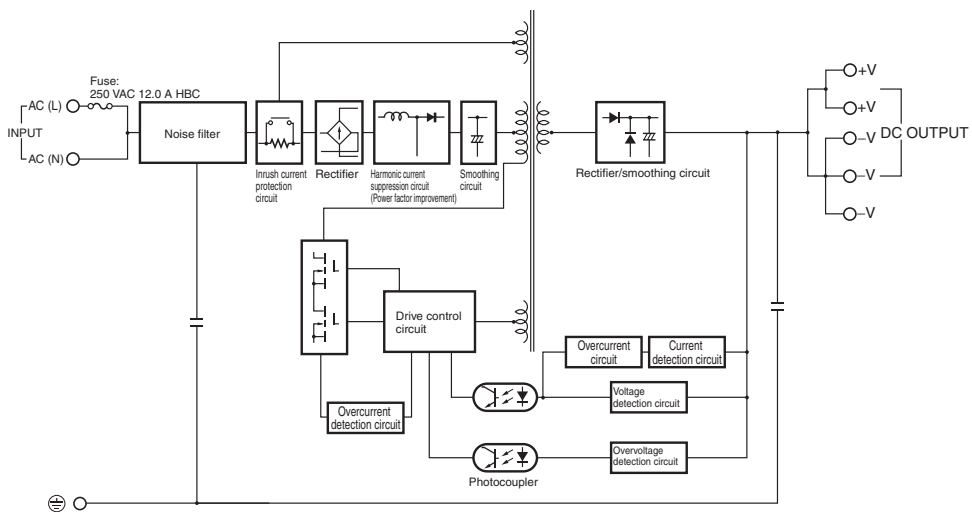 Fuse:
250 VAC 12.0 A HBC
AC (L)
INPUT
AC (N)
Noise filter
Inrush current
protection
circuit
Rectifier
Harmonic current
suppression circuit
(Power factor improvement)
Smoothing
circuit
Rectifier/smoothing circuit
+V
+V
−V
DC OUTPUT
−V
−V
Drive control
circuit
Overcurrent
detection circuit
Overcurrent
circuit
Current
detection circuit
Voltage
detection circuit
Overvoltage
detection circuit
Photocoupler